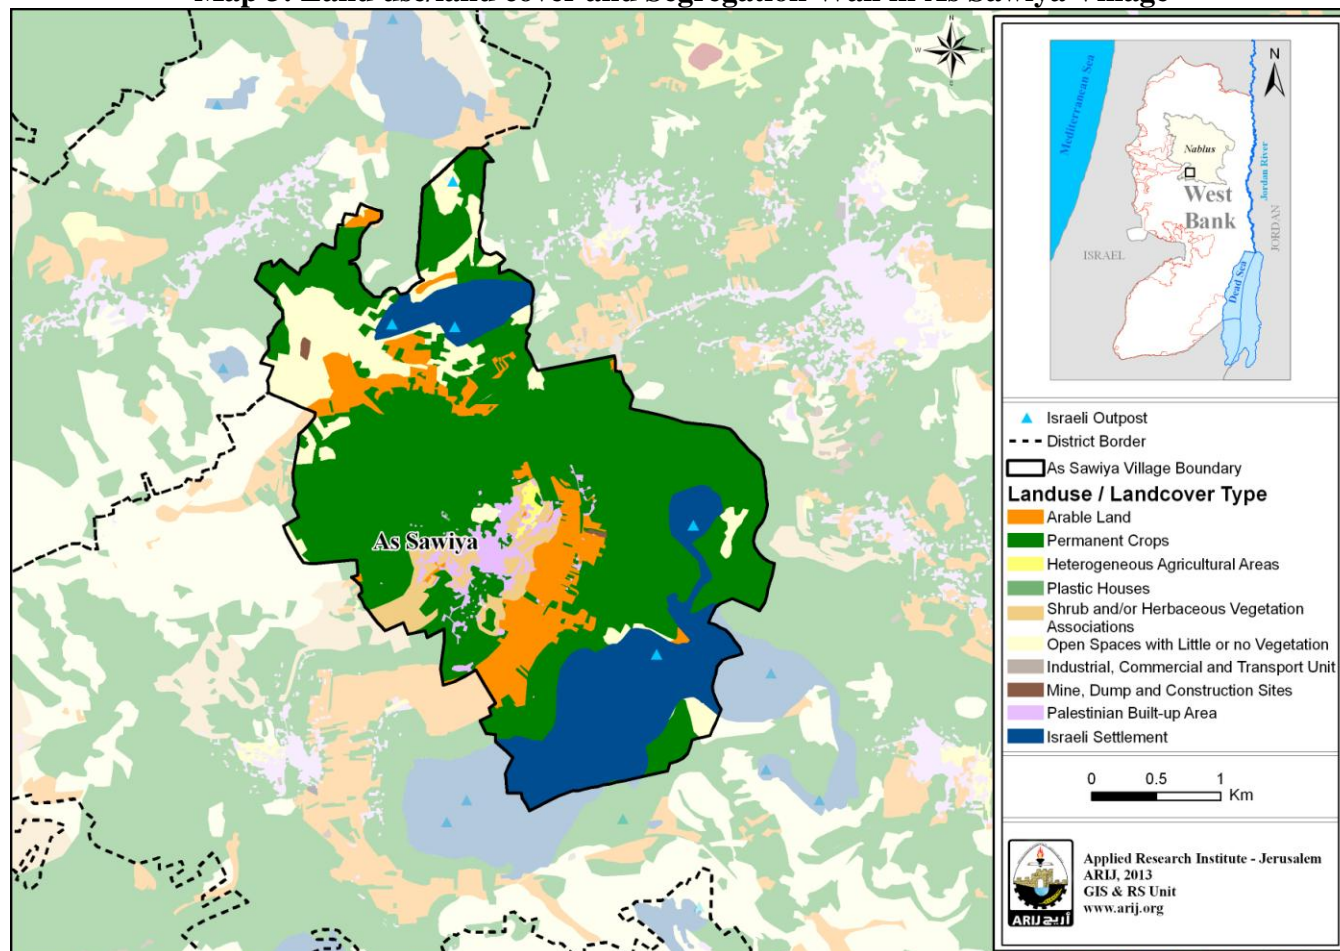 Map 3: Land use/land cover and Segregation Wall in As Sawiya Village
N
W
E
S
As Sawiya
N
Mediterranean Sea
Nablus
West
Bank
Jordan River
JORDAN
ISRAEL
Dead Sea
Israeli Outpost
District Border
As Sawiya Village Boundary
Landuse / Landcover Type
Arable Land
Permanent Crops
Heterogeneous Agricultural Areas
Plastic Houses
Shrub and/or Herbaceous Vegetation
Associations
Open Spaces with Little or no Vegetation
Industrial, Commercial and Transport Unit
Mine, Dump and Construction Sites
Palestinian Built-up Area
Israeli Settlement
0 0.5 1
Km
Applied Research Institute - Jerusalem
ARIJ, 2013
GIS & RS Unit
www.arij.org
ARIJ أريج